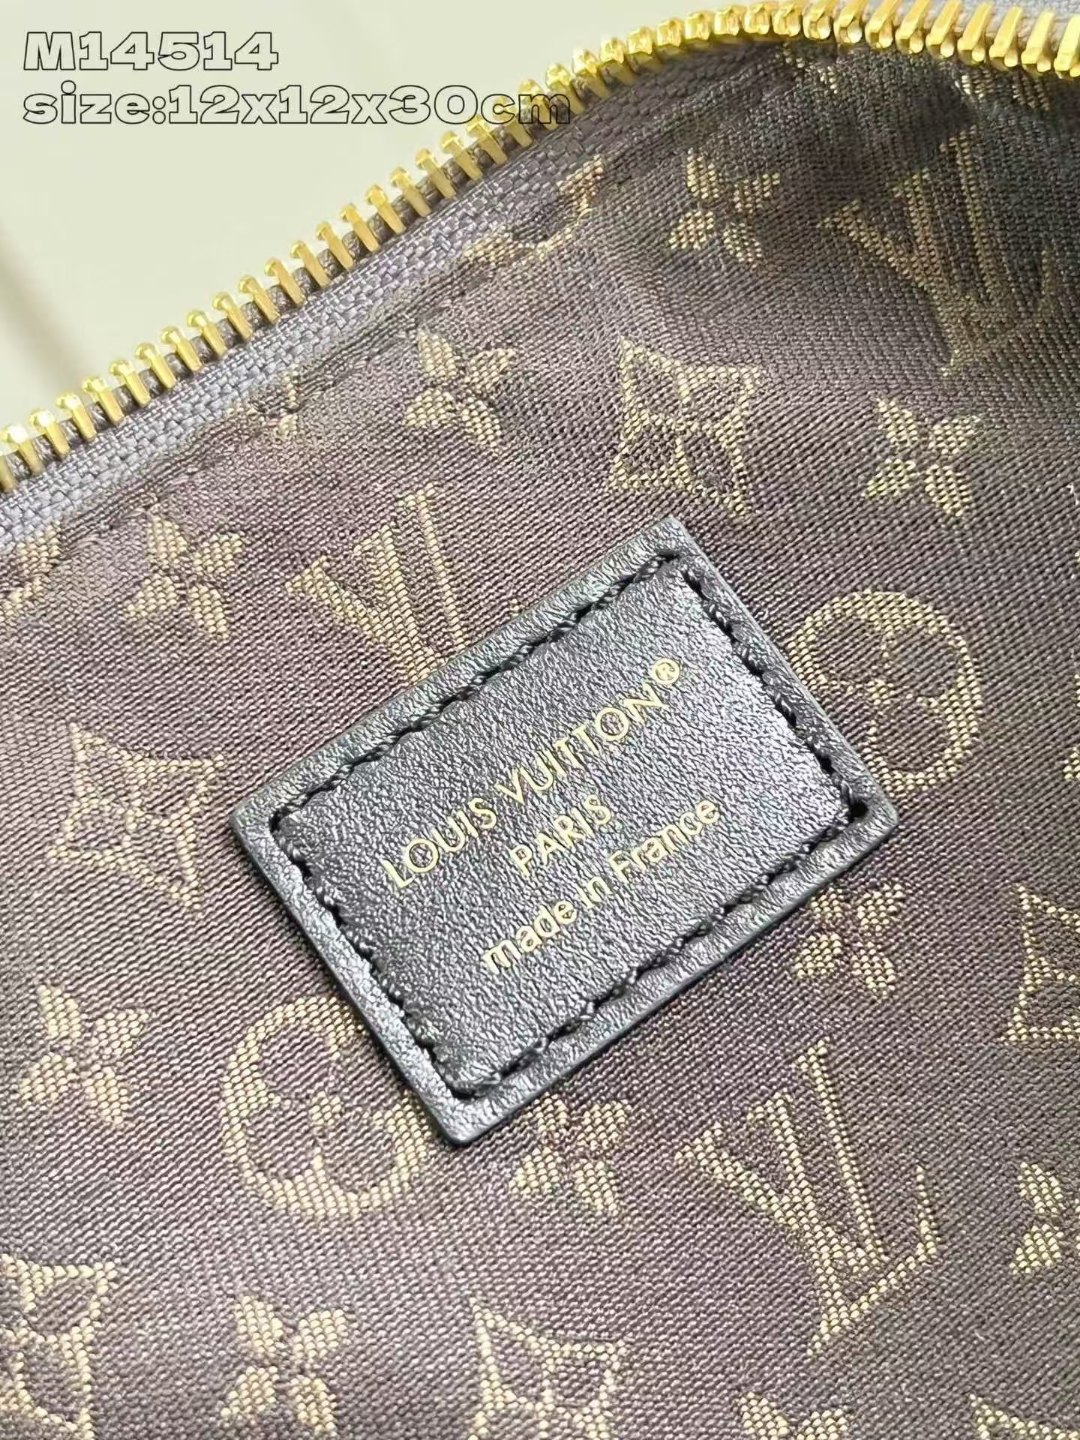 M14514
size:12x12x30cm
LOUIS VUITTON®
PARIS
made in France